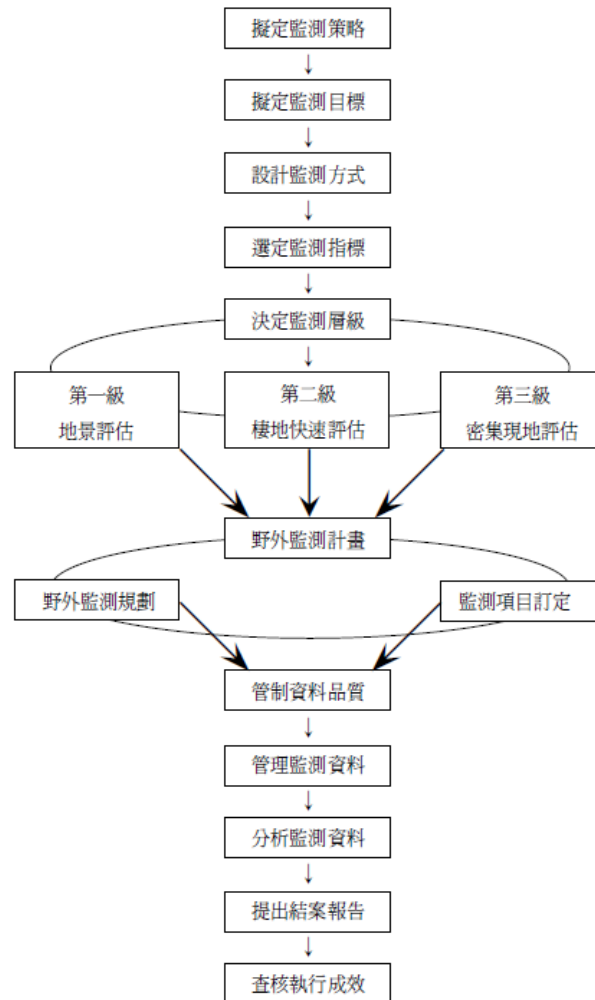 擬定監測策略
↓
擬定監測目標
↓
設計監測方式
↓
選定監測指標
↓
決定監測層級
↓
第一級
地景評估
第二級
棲地快速評估
第三級
密集現地評估
野外監測計畫
野外監測規劃
監測項目訂定
管制資料品質
↓
管理監測資料
↓
分析監測資料
↓
提出結案報告
↓
查核執行成效